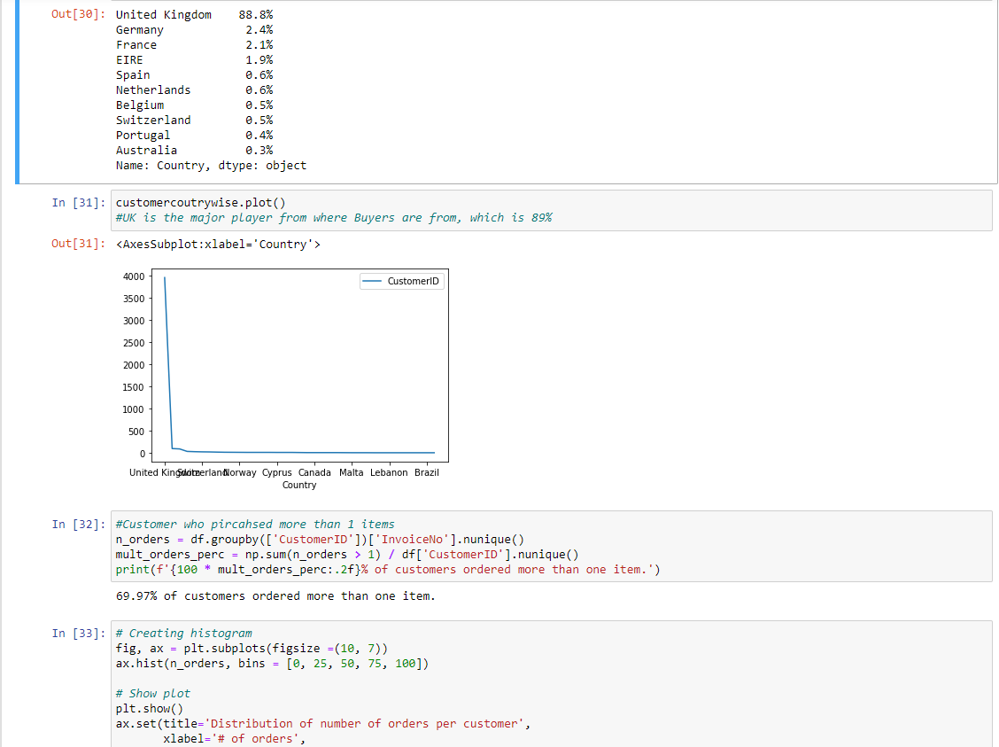 Out[30]: United Kingdom 88.8%
Germany 2.4%
France 2.1%
EIRE 1.9%
Spain 0.6%
Netherlands 0.6%
Belgium 0.5%
Switzerland 0.5%
Portugal 0.4%
Australia 0.3%
Name: Country, dtype: object
In [31]: customercoutrywise.plot()
#UK is the major player from where Buyers are from, which is 89%
Out[31]: <AxesSubplot:xlabel='Country'>
CustomerID
4000
3500
3000
2500
2000
1500
1000
500
0
United Kingdom Switzerland Norway Cyprus Canada Malta Lebanon Brazil
Country
In [32]: #Customer who pircahsed more than 1 items
n_orders = df.groupby(['CustomerID'])['InvoiceNo'].nunique()
mult_orders_perc = np.sum(n_orders > 1) / df['CustomerID'].nunique()
print(f'{100 * mult_orders_perc:.2f}% of customers ordered more than one item.')
69.97% of customers ordered more than one item.
In [33]: # Creating histogram
fig, ax = plt.subplots(figsize =(10, 7))
ax.hist(n_orders, bins = [0, 25, 50, 75, 100])
# Show plot
plt.show()
ax.set(title='Distribution of number of orders per customer',
xlabel='# of orders',